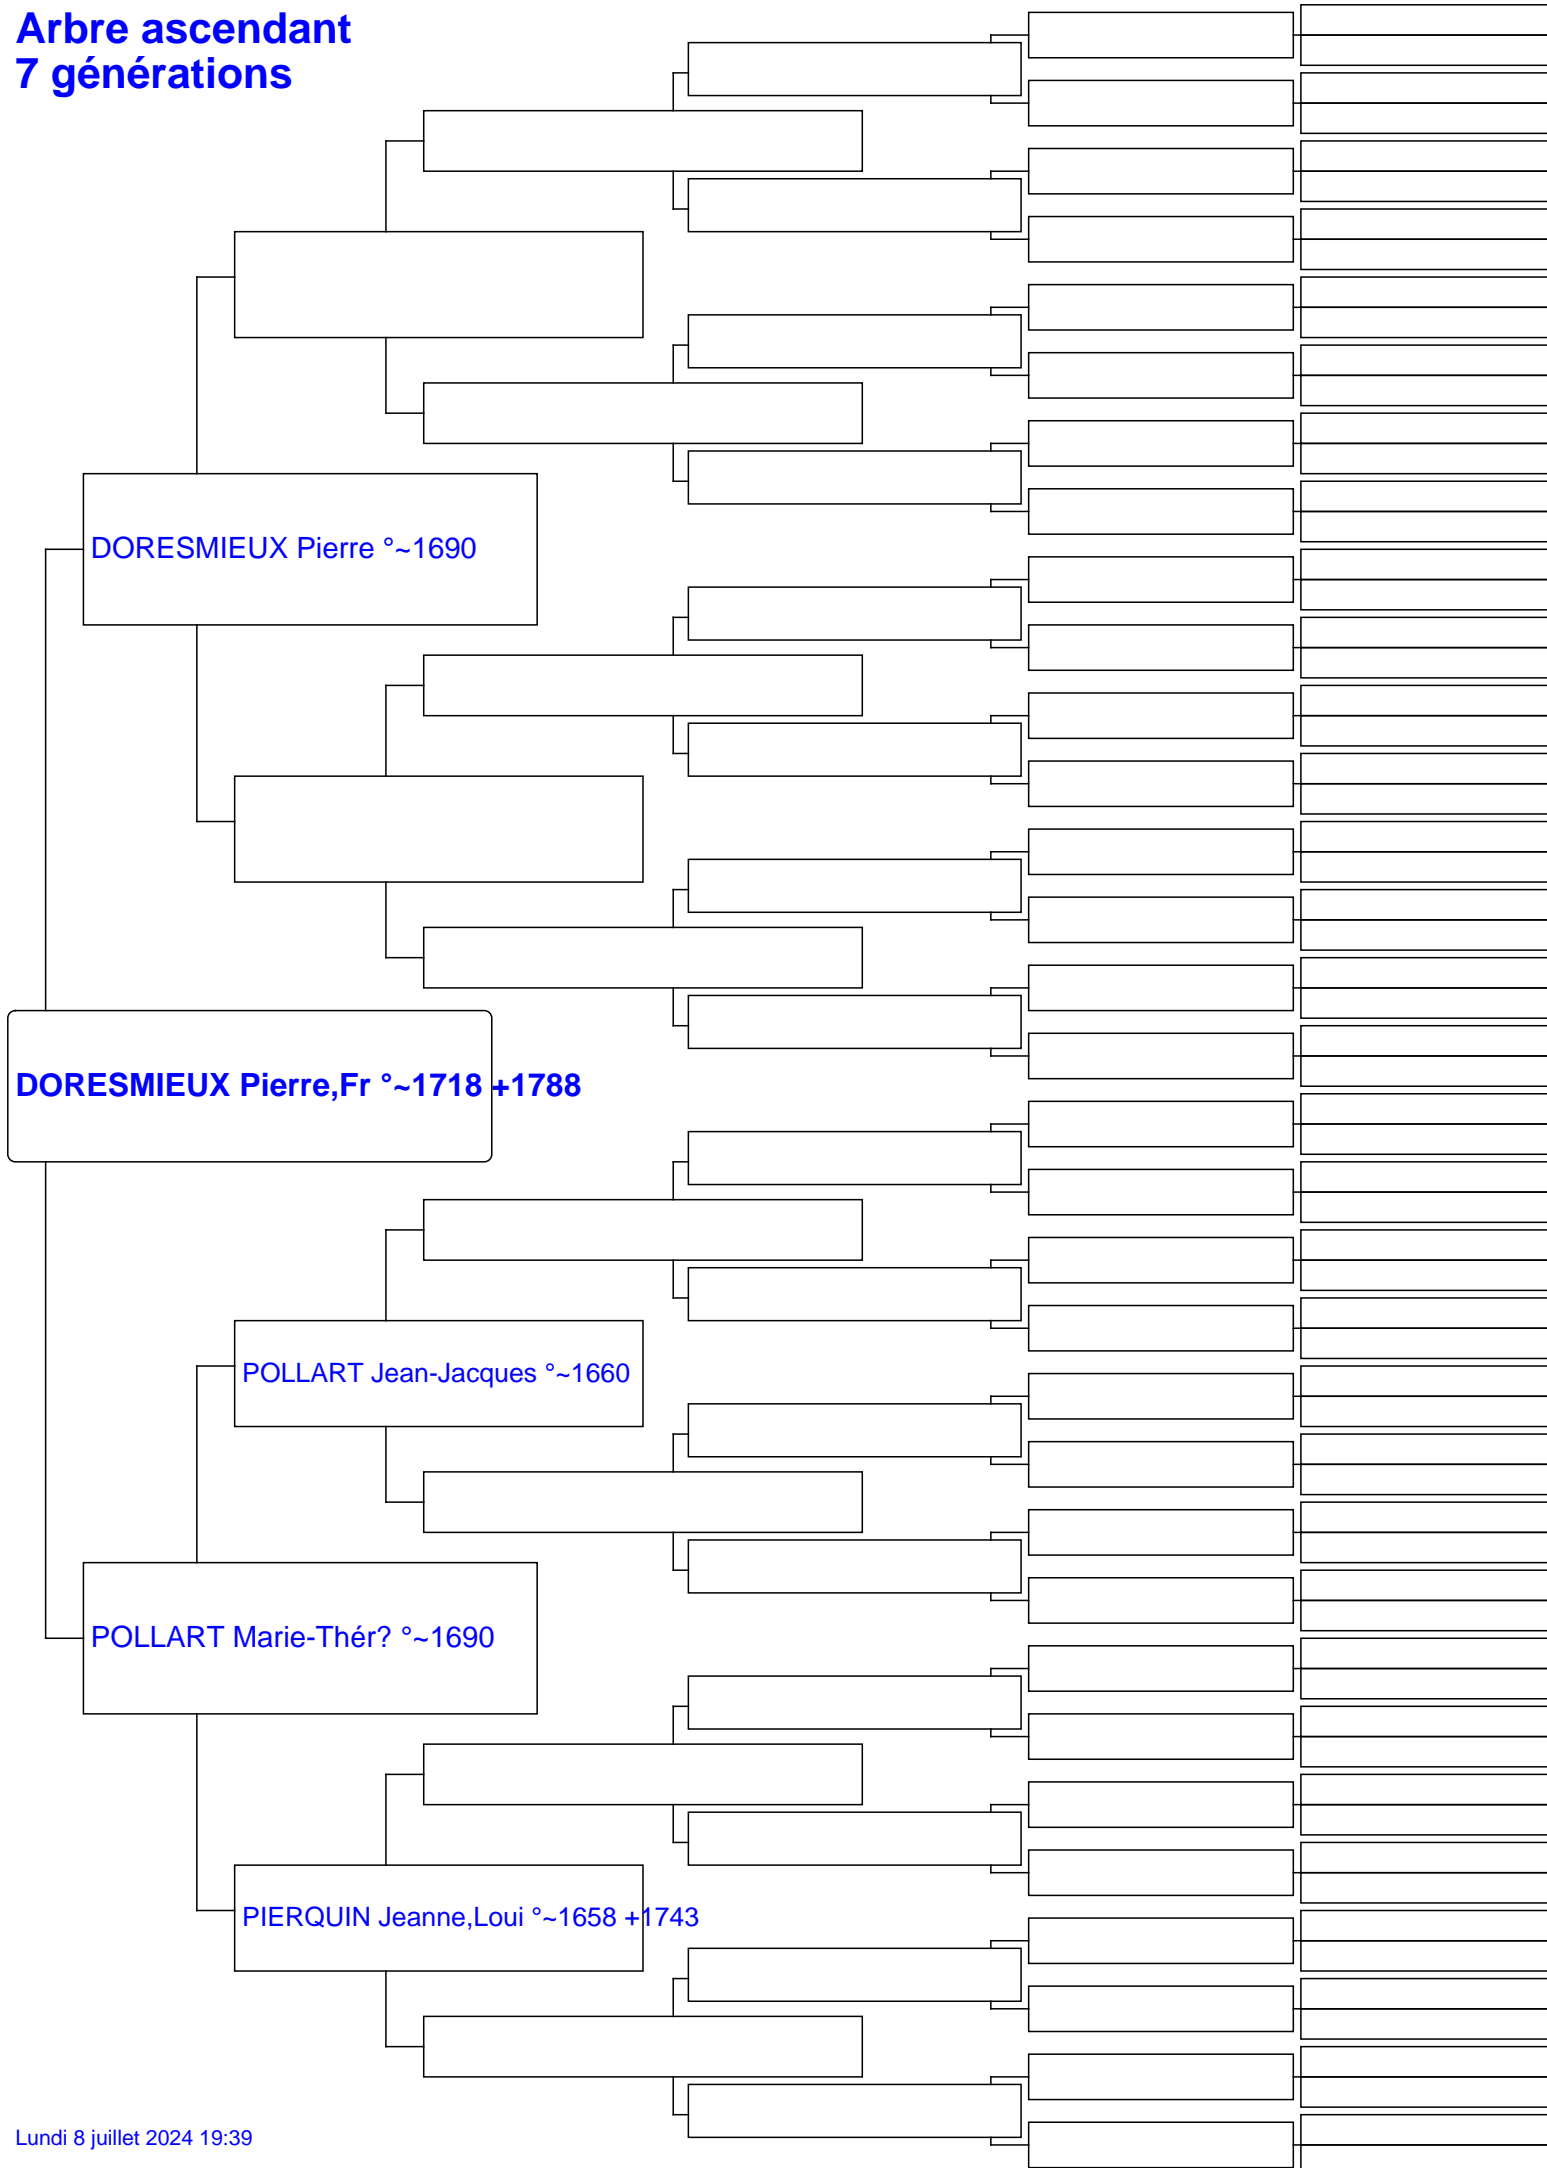 Arbre ascendant
7 générations
DORESMIEUX Pierre °~1690
DORESMIEUX Pierre,Fr °~1718 +1788
POLLART Jean-Jacques °~1660
POLLART Marie-Thér? °~1690
PIERQUIN Jeanne,Loui °~1658 +1743
Lundi 8 juillet 2024 19:39